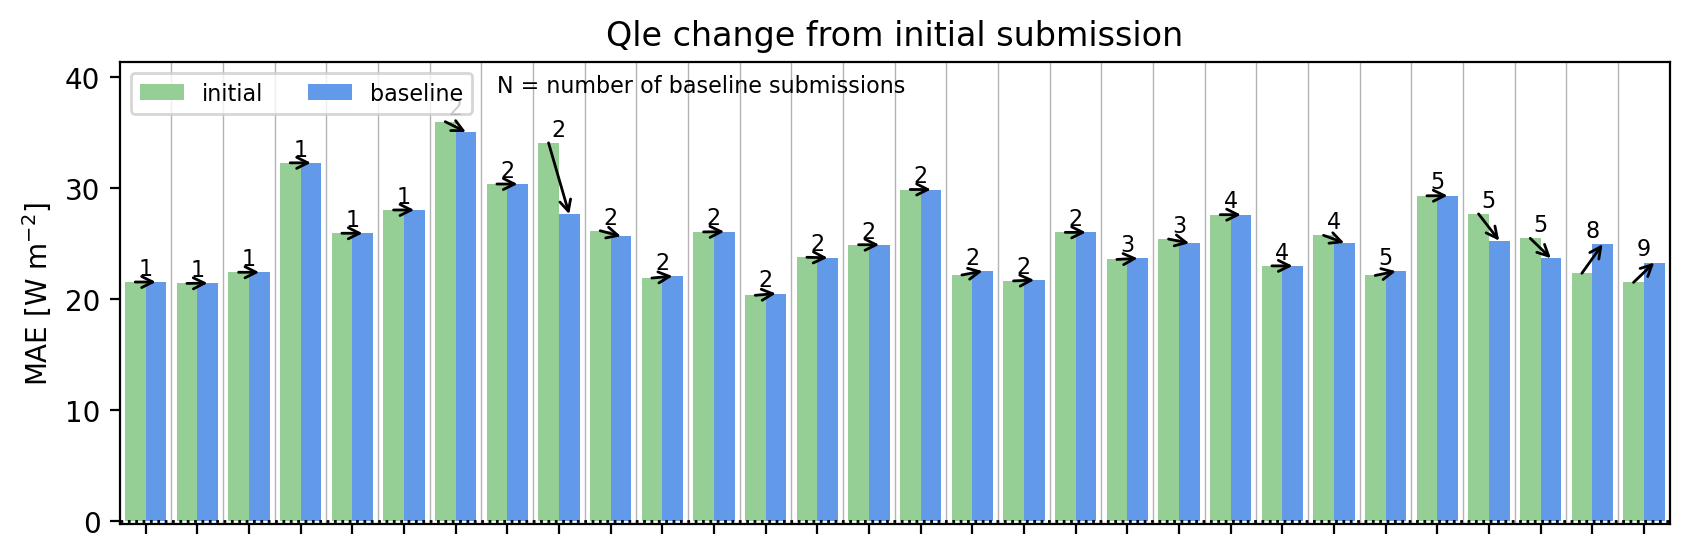 Qle change from initial submission
initial baseline N = number of baseline submissions
MAE [W m⁻²]
40
30
20
10
0
1 1 1 1 1 1 2 2 2 2 2 2 2 2 2 2 2 2 2 3 3 4 4 4 5 5 5 5 8 9